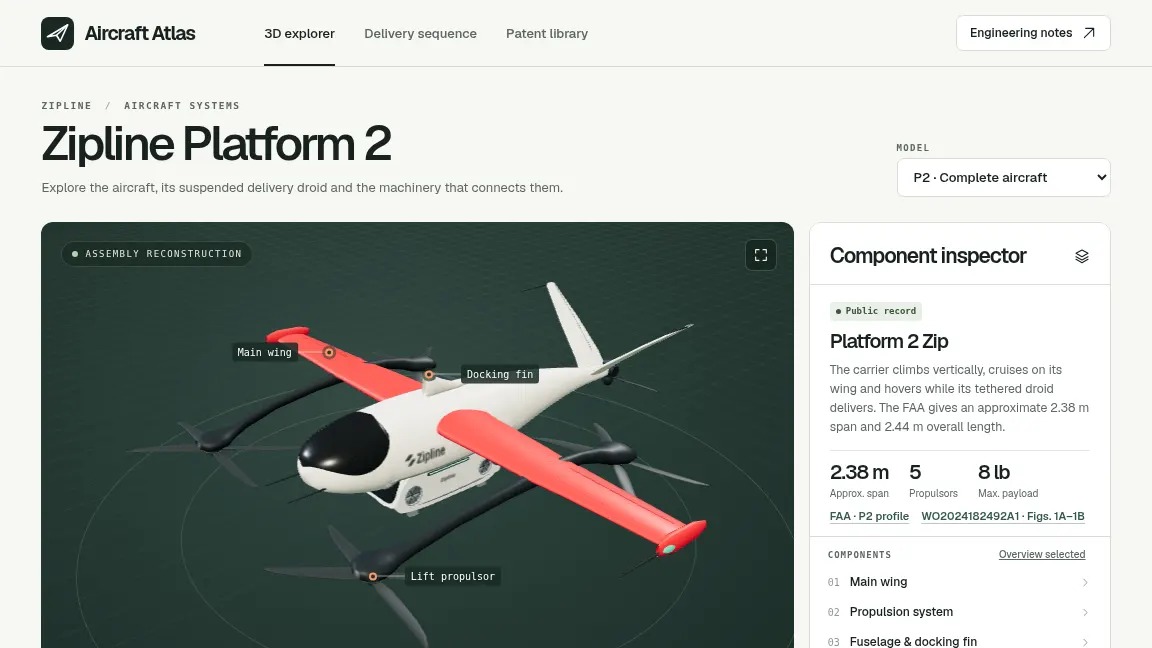 Aircraft Atlas
3D explorer
Delivery sequence
Patent library
Engineering notes
ZIPLINE / AIRCRAFT SYSTEMS
Zipline Platform 2
Explore the aircraft, its suspended delivery droid and the machinery that connects them.
MODEL
P2 · Complete aircraft
ASSEMBLY RECONSTRUCTION
Main wing
Docking fin
Zipline
Lift propulsor
Component inspector
Public record
Platform 2 Zip
The carrier climbs vertically, cruises on its
wing and hovers while its tethered droid
delivers. The FAA gives an approximate 2.38 m
span and 2.44 m overall length.
2.38 m
Approx. span
5
Propulsors
8 lb
Max. payload
FAA · P2 profile
WO2024182492A1 · Figs. 1A–1B
COMPONENTS
Overview selected
01 Main wing
02 Propulsion system
03 Fuselage & docking fin